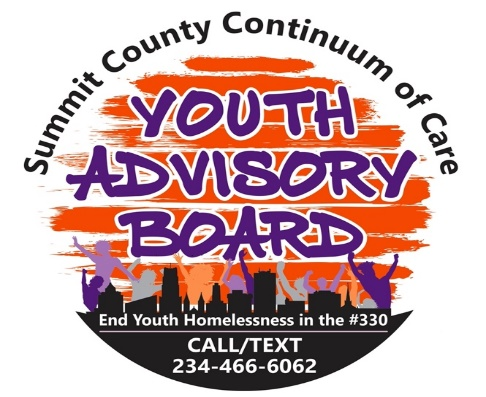 Summit County Continuum of Care
YOUTH
ADVISORY
BOARD
End Youth Homelessness in the #330
CALL/TEXT
234-466-6062